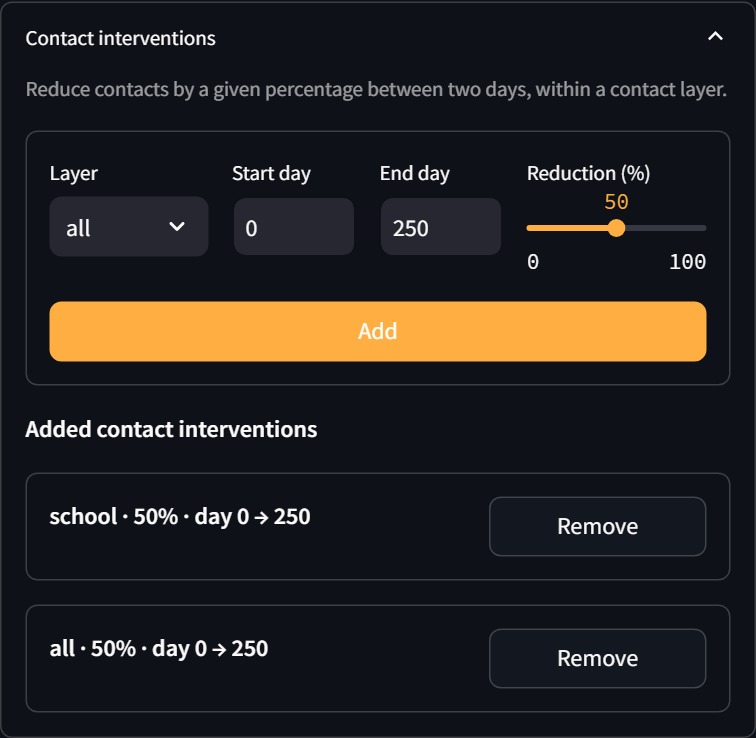 Contact interventions
Reduce contacts by a given percentage between two days, within a contact layer.
Layer
Start day
End day
Reduction (%)
50
all
0
250
0
100
Add
Added contact interventions
school · 50% · day 0 → 250
Remove
all · 50% · day 0 → 250
Remove